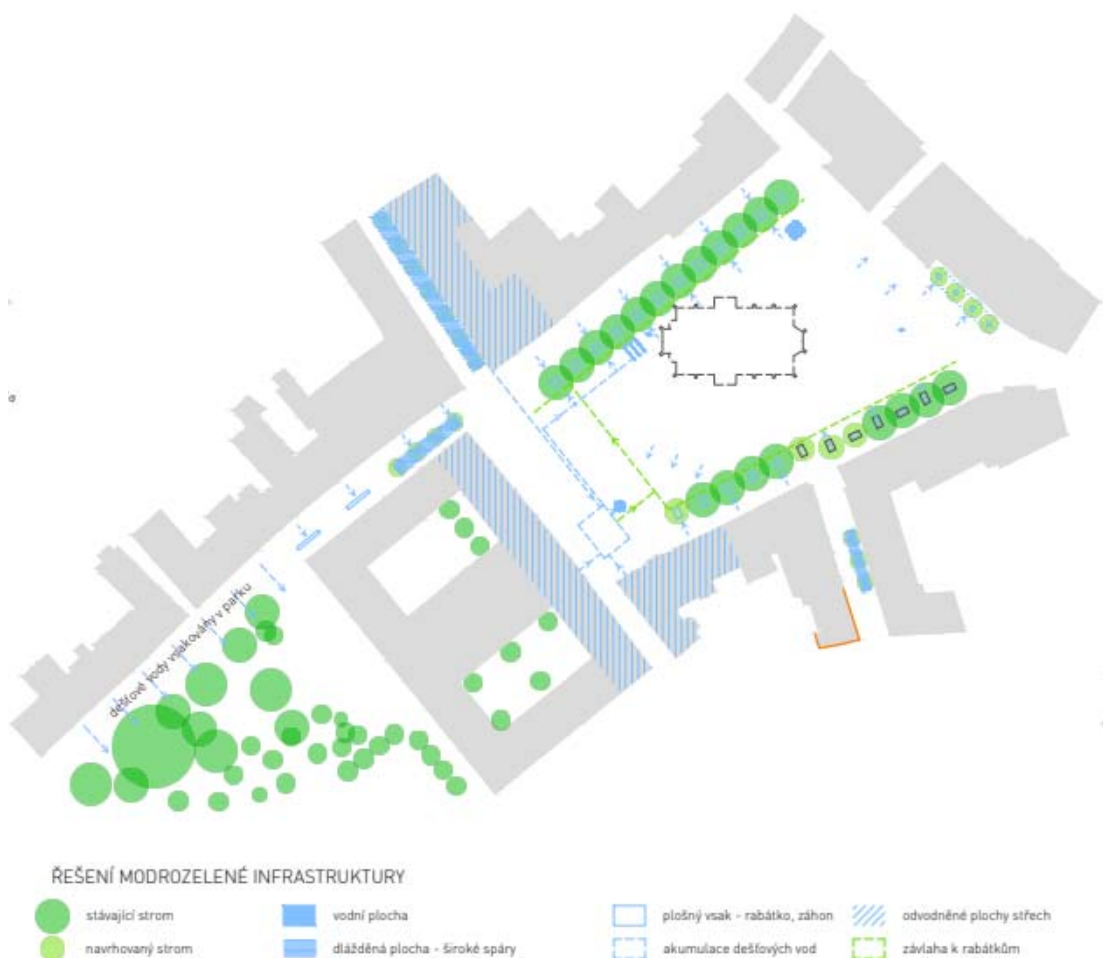 dešťové vody vsakovány v parku
ŘEŠENÍ MODROZELENÉ INFRASTRUKTURY
stávající strom
vodní plocha
plošný vsak - rabátko, záhon
odvodněné plochy střech
navrhovaný strom
dlážděná plocha - široké spáry
akumulace dešťových vod
závlaha k rabátkům